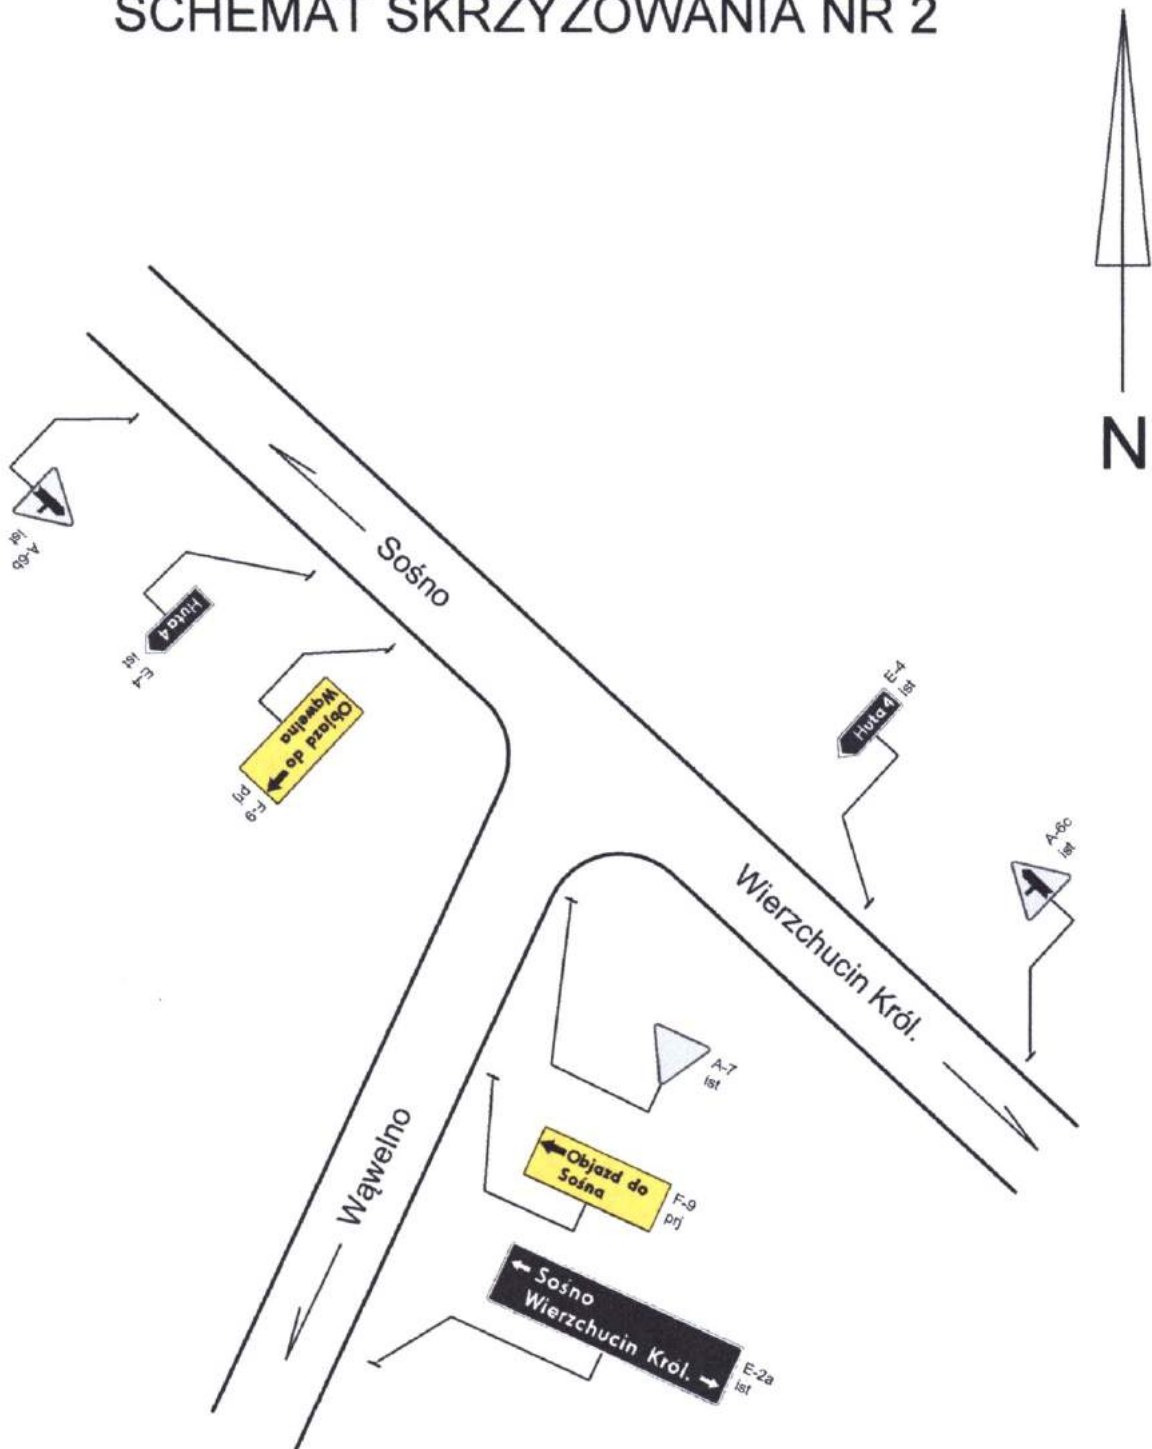 SCHEMAT SKRZYŻOWANIA NR 2
N
Sośno
A-6b
ist
Huta 4
E-4
ist
Objazd do
Wąwelna
F-9
prj
E-4
ist
Huta 4
A-6c
ist
Wierzchucin Król.
A-7
ist
Wąwelno
Objazd do
Sośna
F-9
prj
Sośno
Wierzchucin Król.
E-2a
ist